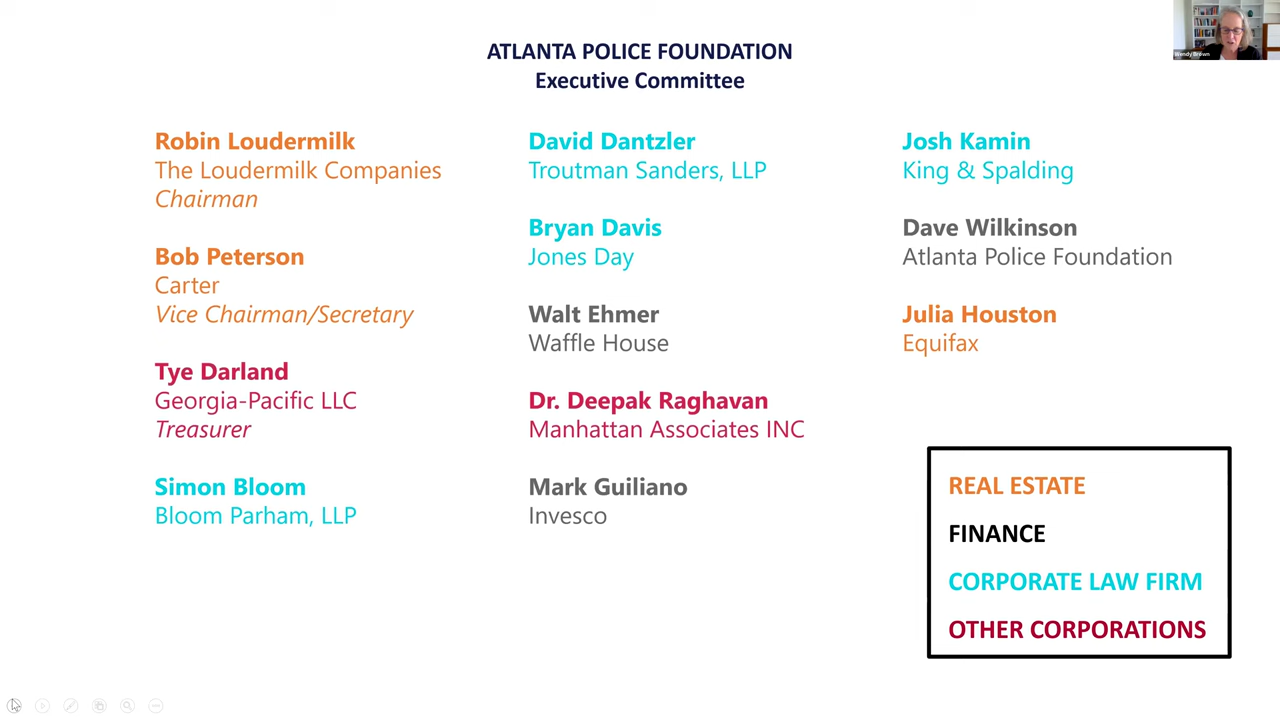 ATLANTA POLICE FOUNDATION
Executive Committee
Robin Loudermilk
The Loudermilk Companies
Chairman
Bob Peterson
Carter
Vice Chairman/Secretary
Tye Darland
Georgia-Pacific LLC
Treasurer
Simon Bloom
Bloom Parham, LLP
David Dantzler
Troutman Sanders, LLP
Bryan Davis
Jones Day
Walt Ehmer
Waffle House
Dr. Deepak Raghavan
Manhattan Associates INC
Mark Guiliano
Invesco
Josh Kamin
King & Spalding
Dave Wilkinson
Atlanta Police Foundation
Julia Houston
Equifax
REAL ESTATE
FINANCE
CORPORATE LAW FIRM
OTHER CORPORATIONS
Wendy Brown